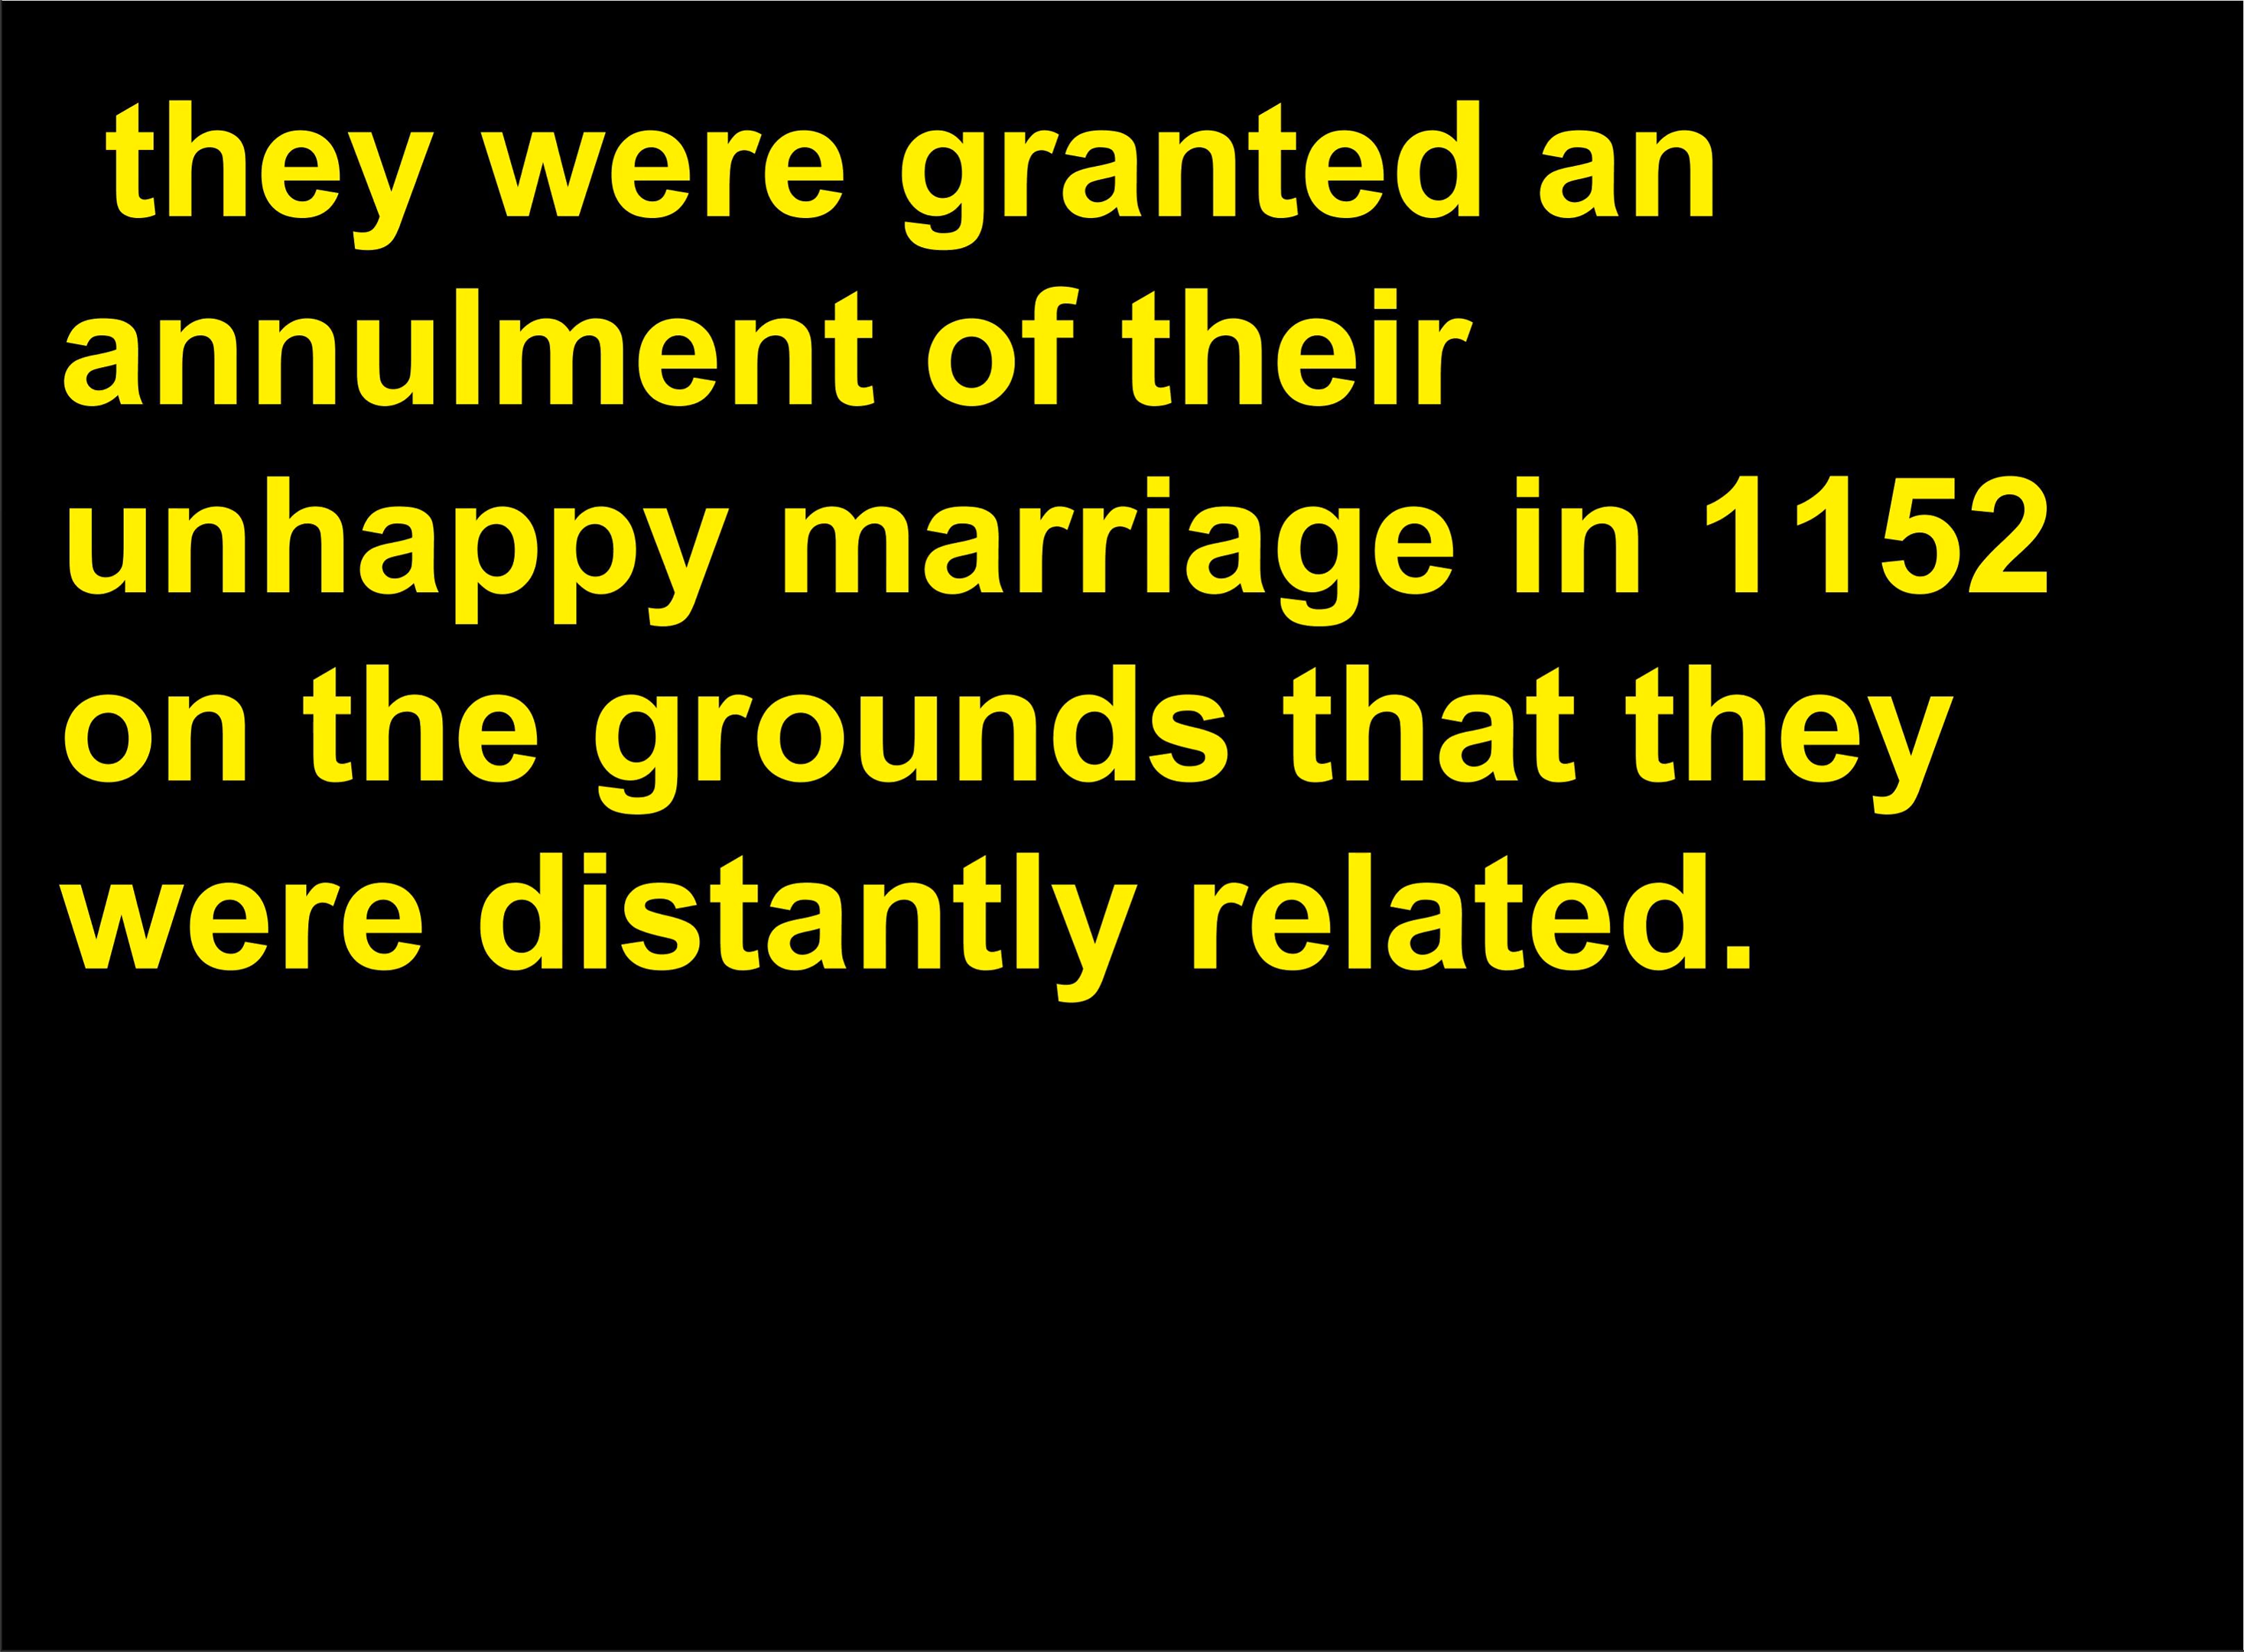 they were granted an
annulment of their
unhappy marriage in 1152
on the grounds that they
were distantly related.